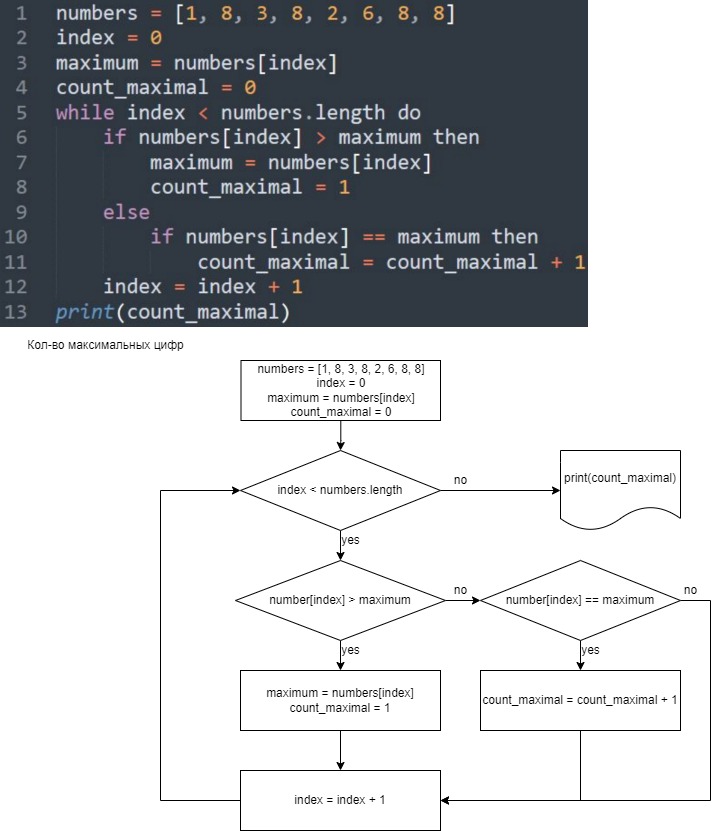 1 numbers = [1, 8, 3, 8, 2, 6, 8, 8]
2 index = 0
3 maximum = numbers[index]
4 count_maximal = 0
5 while index < numbers.length do
6 if numbers[index] > maximum then
7 maximum = numbers[index]
8 count_maximal = 1
9 else
10 if numbers[index] == maximum then
11 count_maximal = count_maximal + 1
12 index = index + 1
13 print(count_maximal)
Кол-во максимальных цифр
numbers = [1, 8, 3, 8, 2, 6, 8, 8]
index = 0
maximum = numbers[index]
count_maximal = 0
index < numbers.length
no
print(count_maximal)
yes
number[index] > maximum
no
number[index] == maximum
no
yes
yes
maximum = numbers[index]
count_maximal = 1
count_maximal = count_maximal + 1
index = index + 1